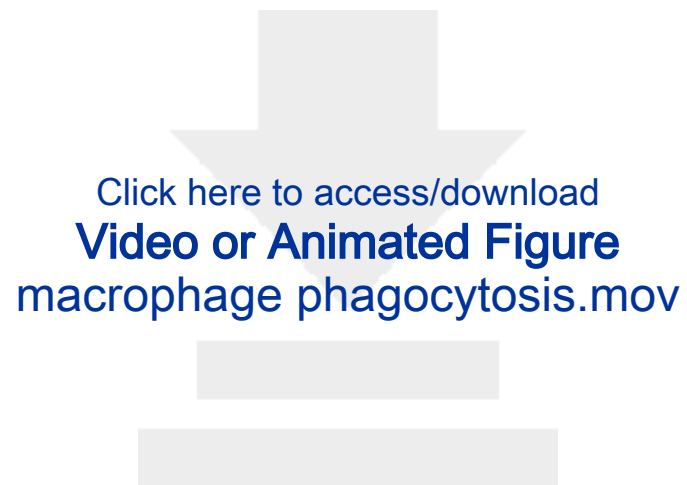 Click here to access/download
Video or Animated Figure
macrophage phagocytosis.mov